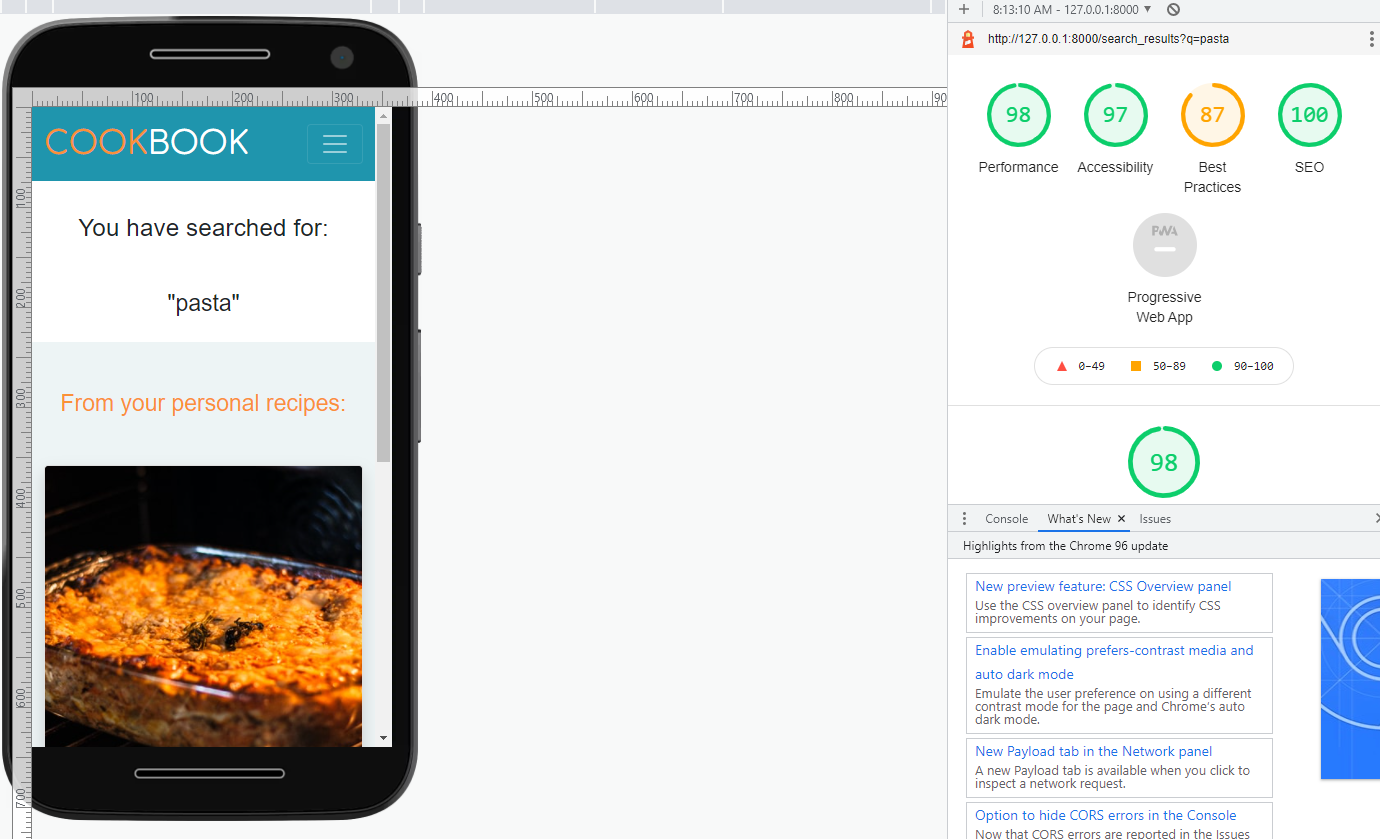 8:13:10 AM - 127.0.0.1:8000
http://127.0.0.1:8000/search_results?q=pasta
100 200 300 400 500 600 700 800 90
100
200
300
400
500
600
700
COOKBOOK
You have searched for:
"pasta"
From your personal recipes:
98 97 87 100
Performance Accessibility Best Practices SEO
PWA
Progressive
Web App
0–49 50–89 90–100
98
Console What's New Issues
Highlights from the Chrome 96 update
New preview feature: CSS Overview panel
Use the CSS overview panel to identify CSS
improvements on your page.
Enable emulating prefers-contrast media and
auto dark mode
Emulate the user preference on using a different
contrast mode for the page and Chrome's auto
dark mode.
New Payload tab in the Network panel
A new Payload tab is available when you click to
inspect a network request.
Option to hide CORS errors in the Console
Now that CORS errors are reported in the Issues